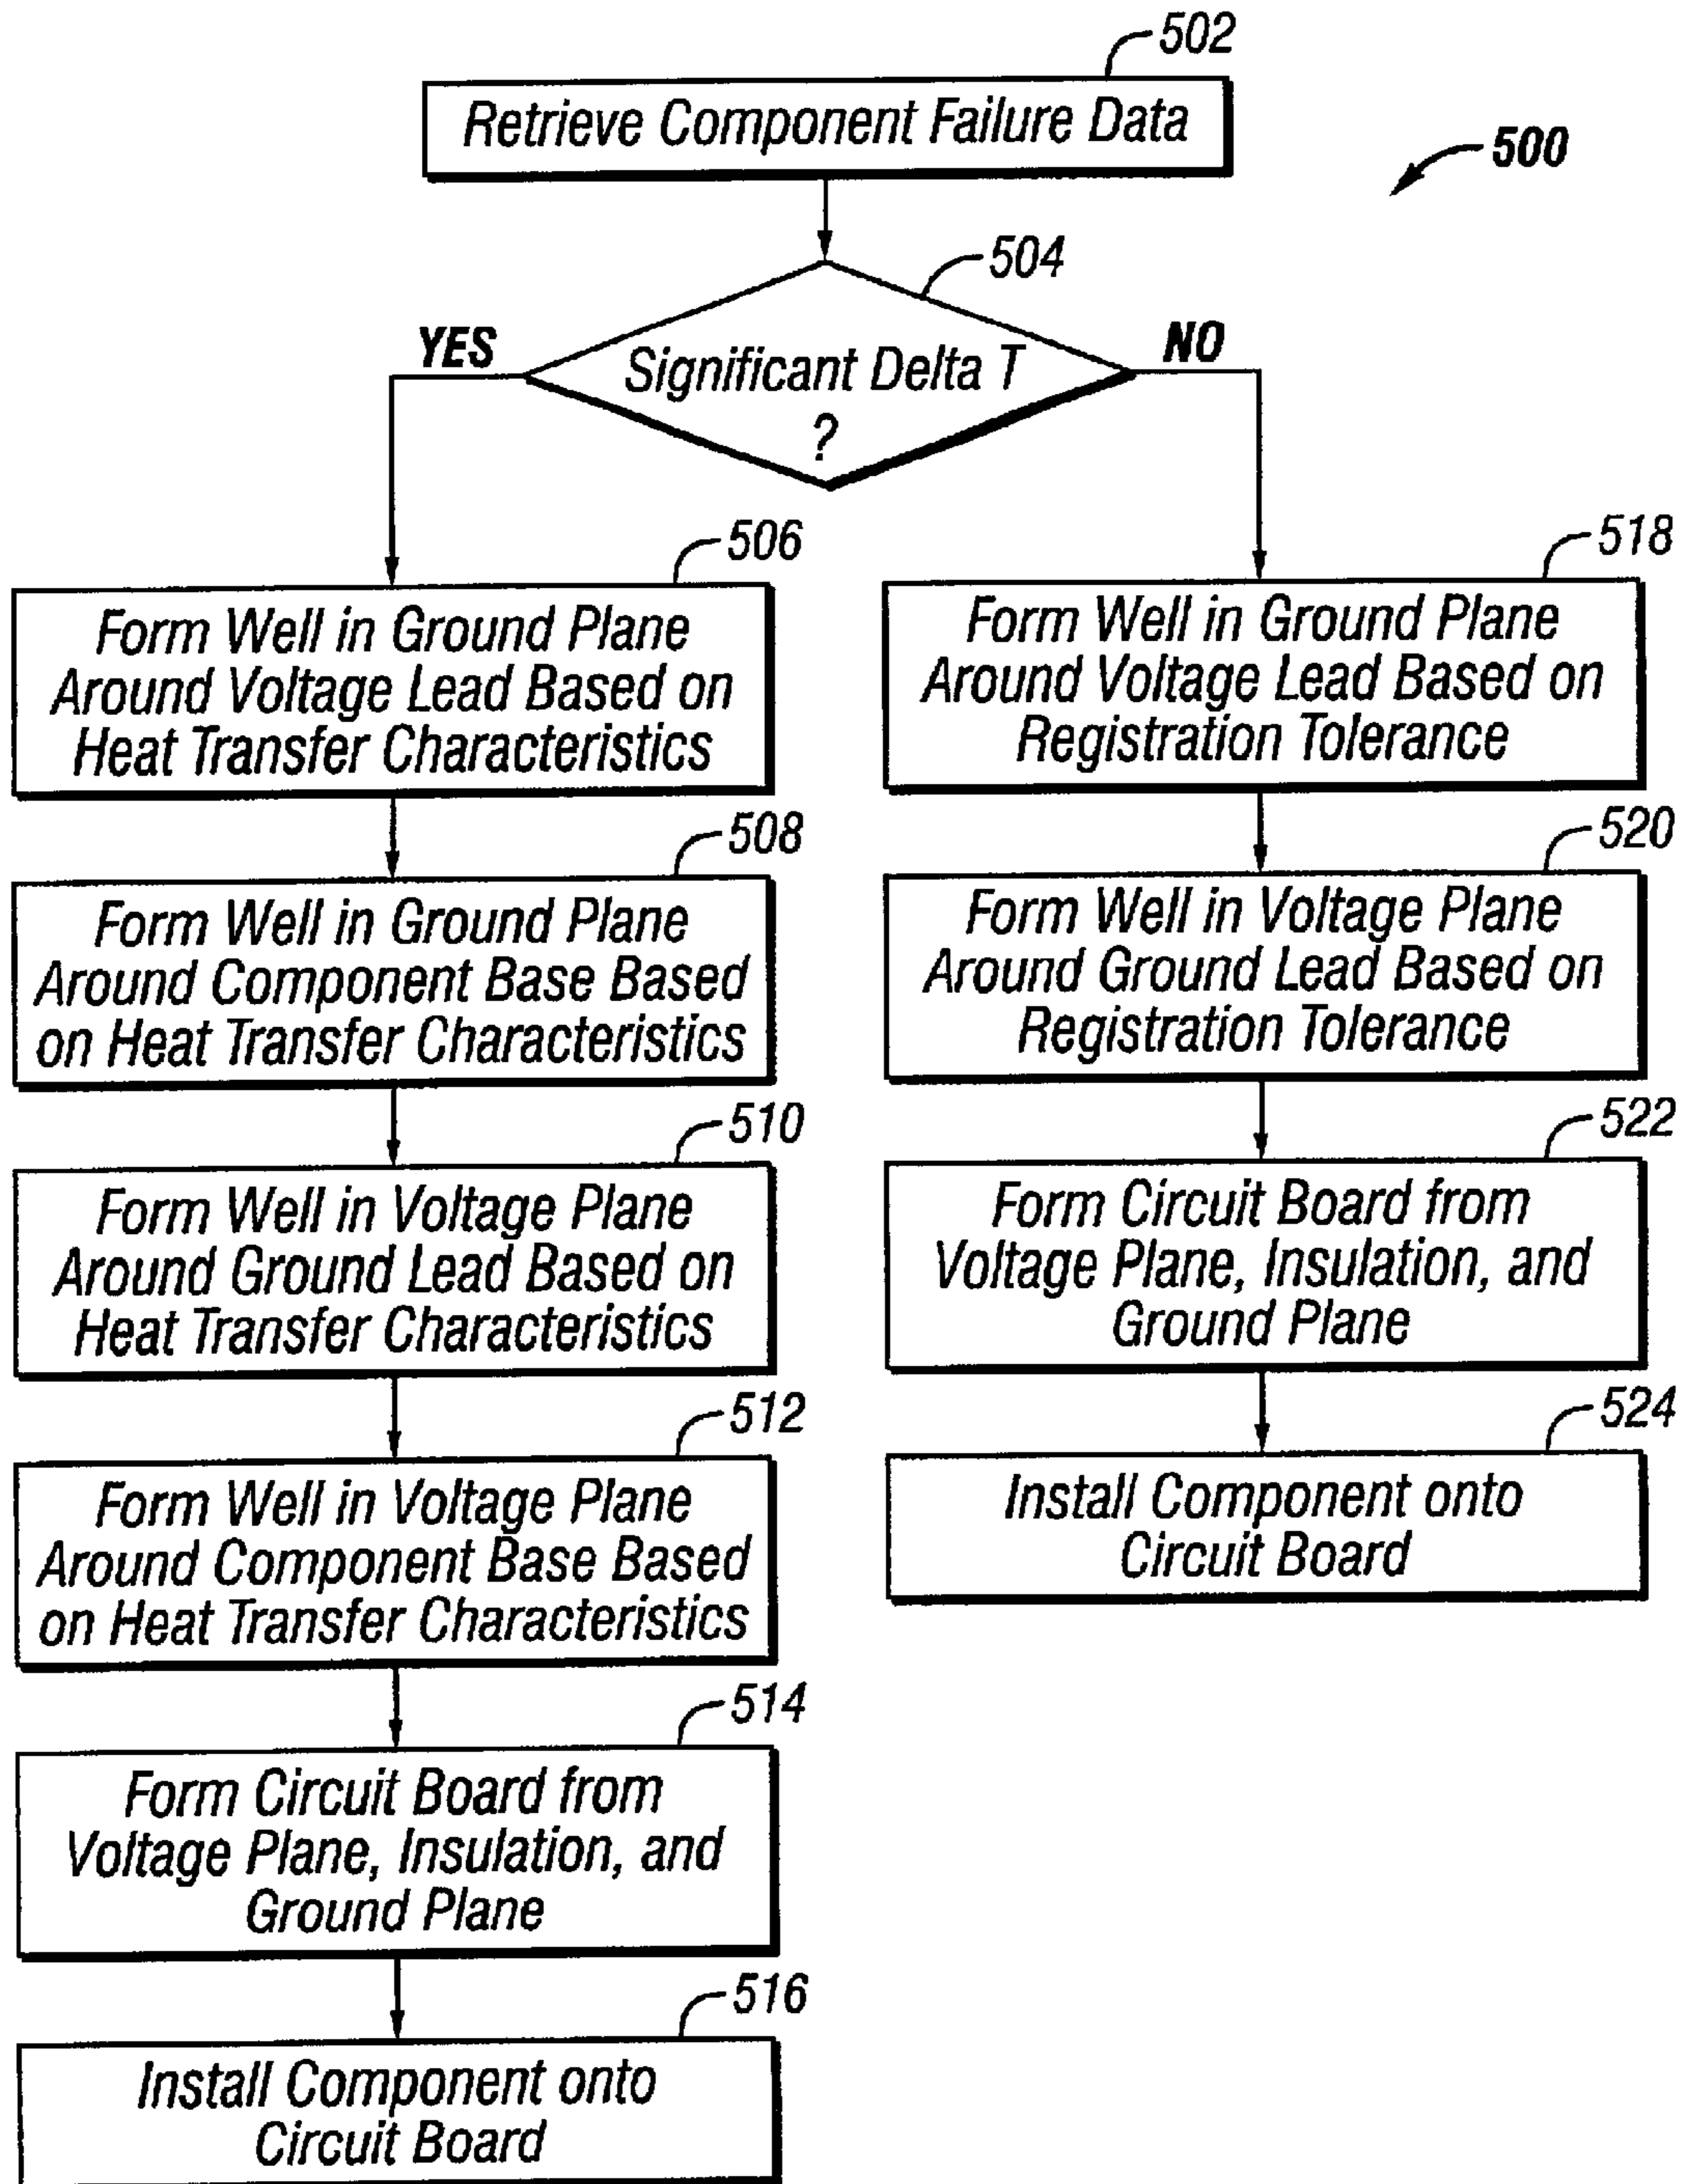 502
Retrieve Component Failure Data
500
504
YES
NO
Significant Delta T
?
506
Form Well in Ground Plane
Around Voltage Lead Based on
Heat Transfer Characteristics
508
Form Well in Ground Plane
Around Component Base Based
on Heat Transfer Characteristics
510
Form Well in Voltage Plane
Around Ground Lead Based on
Heat Transfer Characteristics
512
Form Well in Voltage Plane
Around Component Base Based
on Heat Transfer Characteristics
514
Form Circuit Board from
Voltage Plane, Insulation, and
Ground Plane
516
Install Component onto
Circuit Board
518
Form Well in Ground Plane
Around Voltage Lead Based on
Registration Tolerance
520
Form Well in Voltage Plane
Around Ground Lead Based on
Registration Tolerance
522
Form Circuit Board from
Voltage Plane, Insulation, and
Ground Plane
524
Install Component onto
Circuit Board